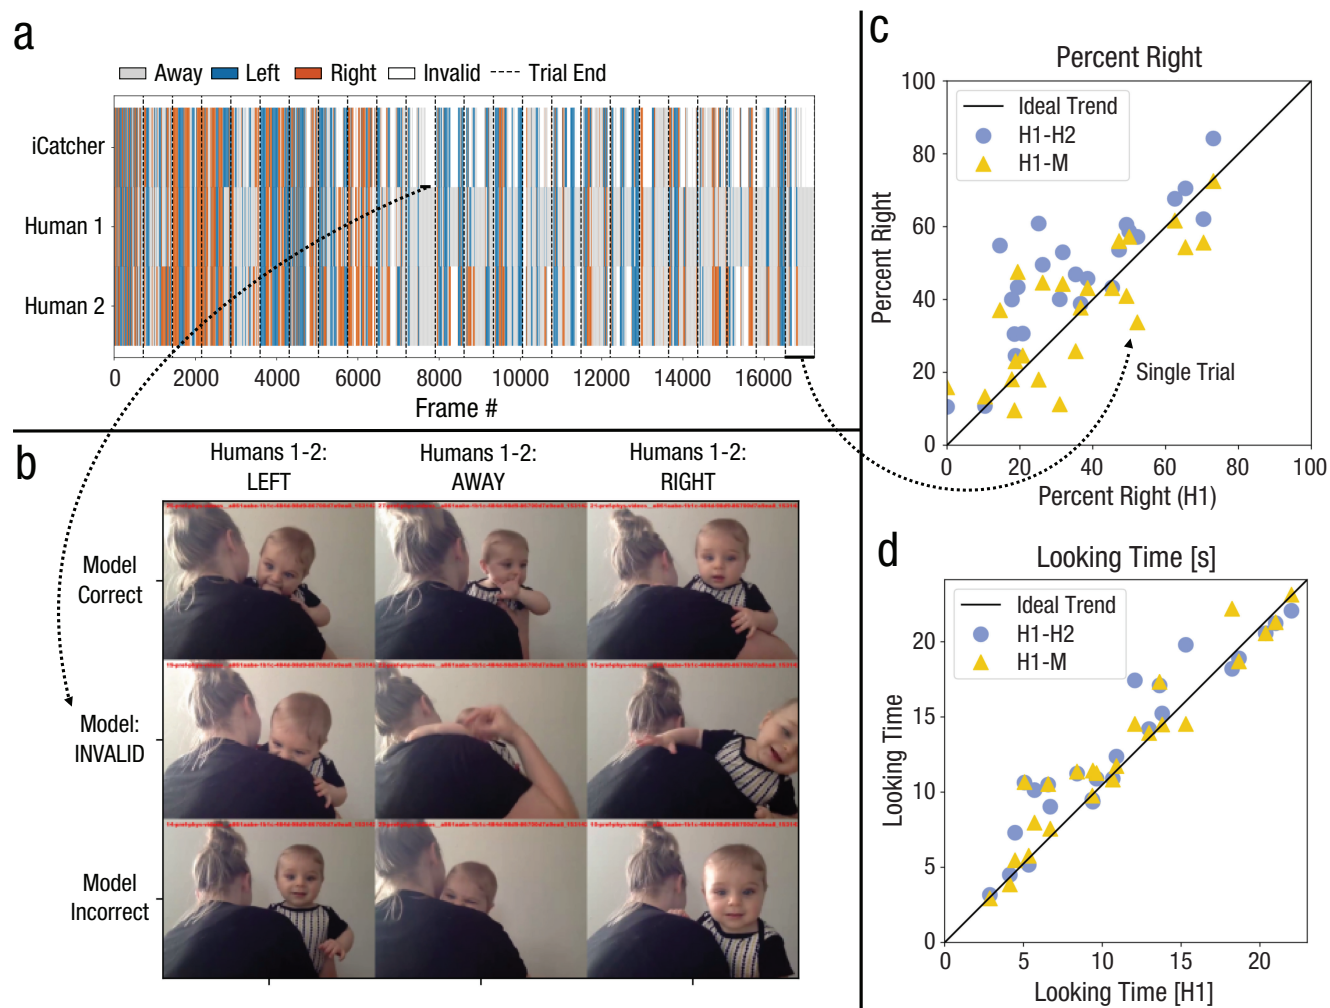 a
Away Left Right Invalid Trial End
iCatcher
Human 1
Human 2
0 2000 4000 6000 8000 10000 12000 14000 16000
Frame #
b
Humans 1-2: LEFT
Humans 1-2: AWAY
Humans 1-2: RIGHT
Model Correct
Model: INVALID
Model Incorrect
c
Percent Right
Ideal Trend
H1-H2
H1-M
Percent Right
100
80
60
40
20
0
Single Trial
0 20 40 60 80 100
Percent Right (H1)
d
Looking Time [s]
Ideal Trend
H1-H2
H1-M
Looking Time
20
15
10
5
0
0 5 10 15 20
Looking Time [H1]